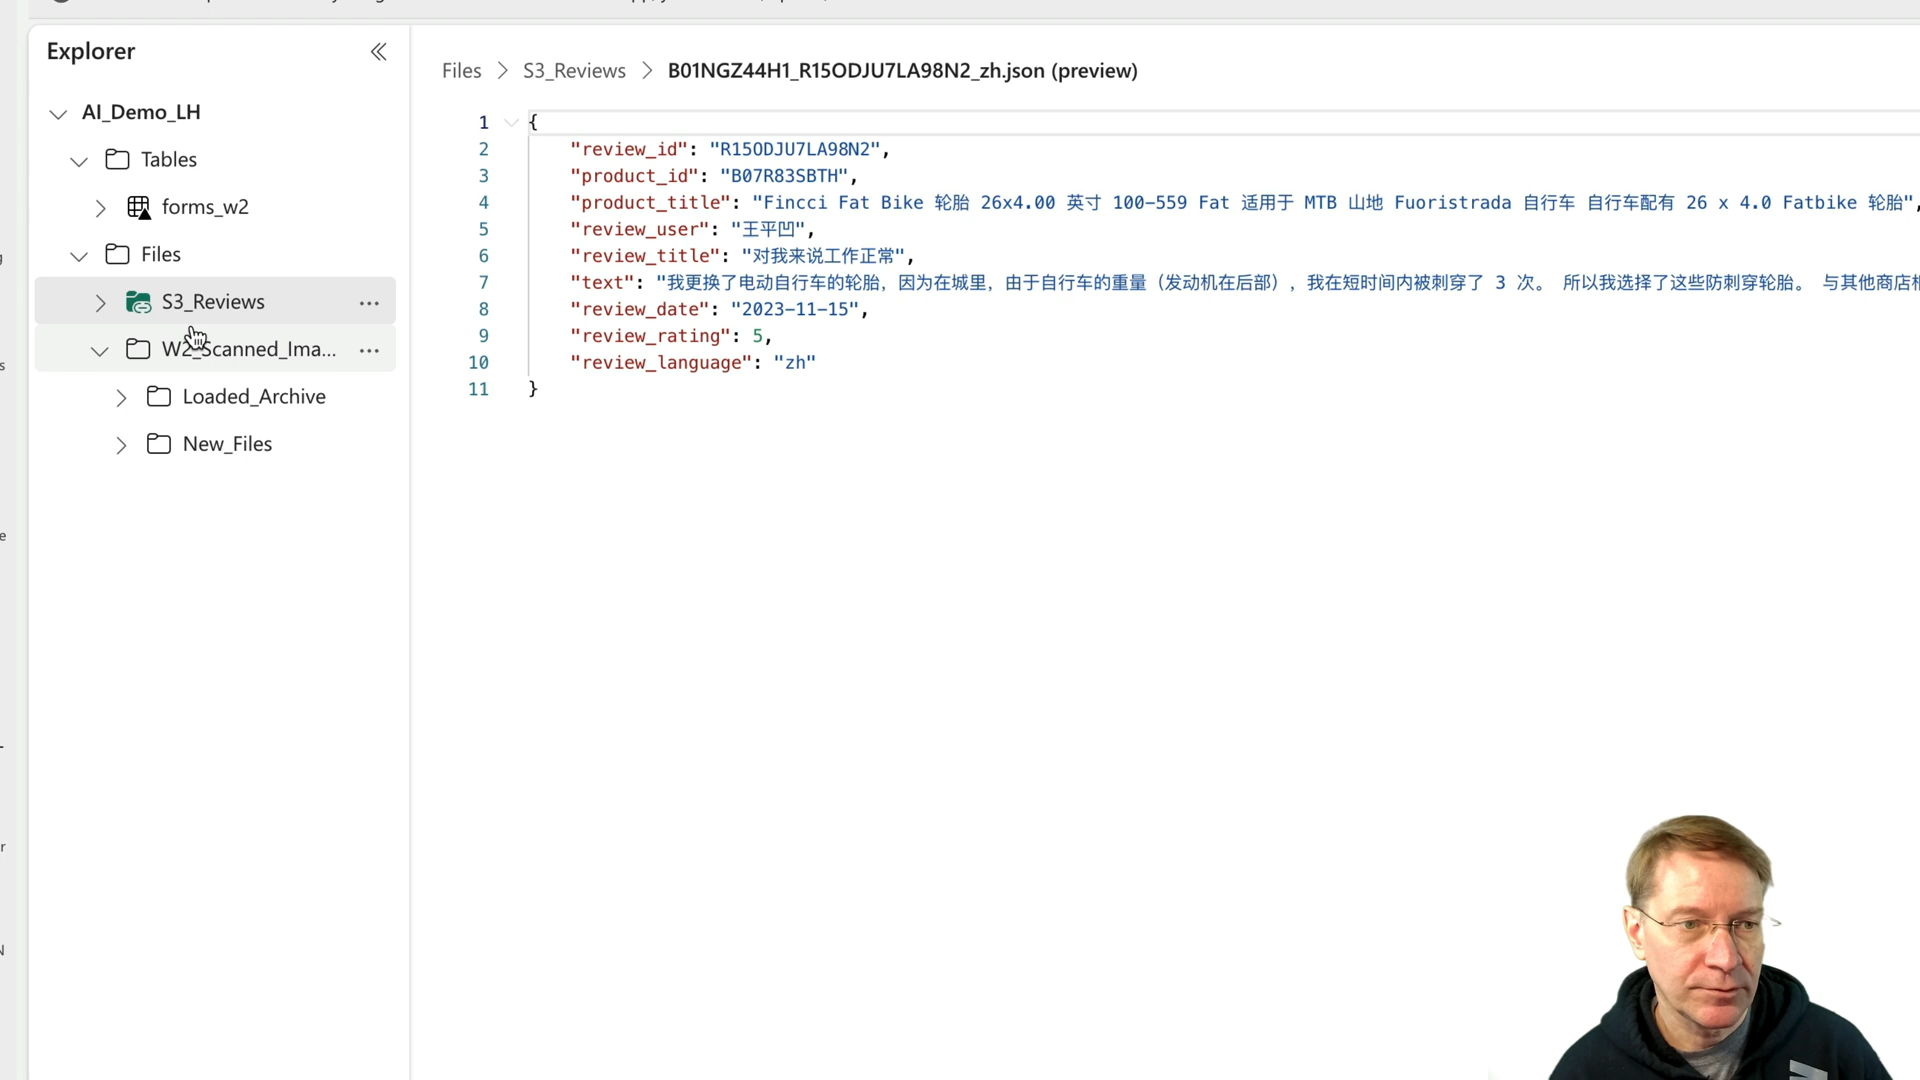 Explorer
AI_Demo_LH
Tables
forms_w2
Files
S3_Reviews
W2_Scanned_Ima...
Loaded_Archive
New_Files
Files > S3_Reviews > B01NGZ44H1_R15ODJU7LA98N2_zh.json (preview)
1 {
2 "review_id": "R15ODJU7LA98N2",
3 "product_id": "B07R83SBTH",
4 "product_title": "Fincci Fat Bike 轮胎 26x4.00 英寸 100-559 Fat 适用于 MTB 山地 Fuoristrada 自行车 自行车配有 26 x 4.0 Fatbike 轮胎",
5 "review_user": "王平凹",
6 "review_title": "对我来说工作正常",
7 "text": "我更换了电动自行车的轮胎，因为在城里，由于自行车的重量（发动机在后部），我在短时间内被刺穿了 3 次。 所以我选择了这些防刺穿轮胎。 与其他商店
8 "review_date": "2023-11-15",
9 "review_rating": 5,
10 "review_language": "zh"
11 }